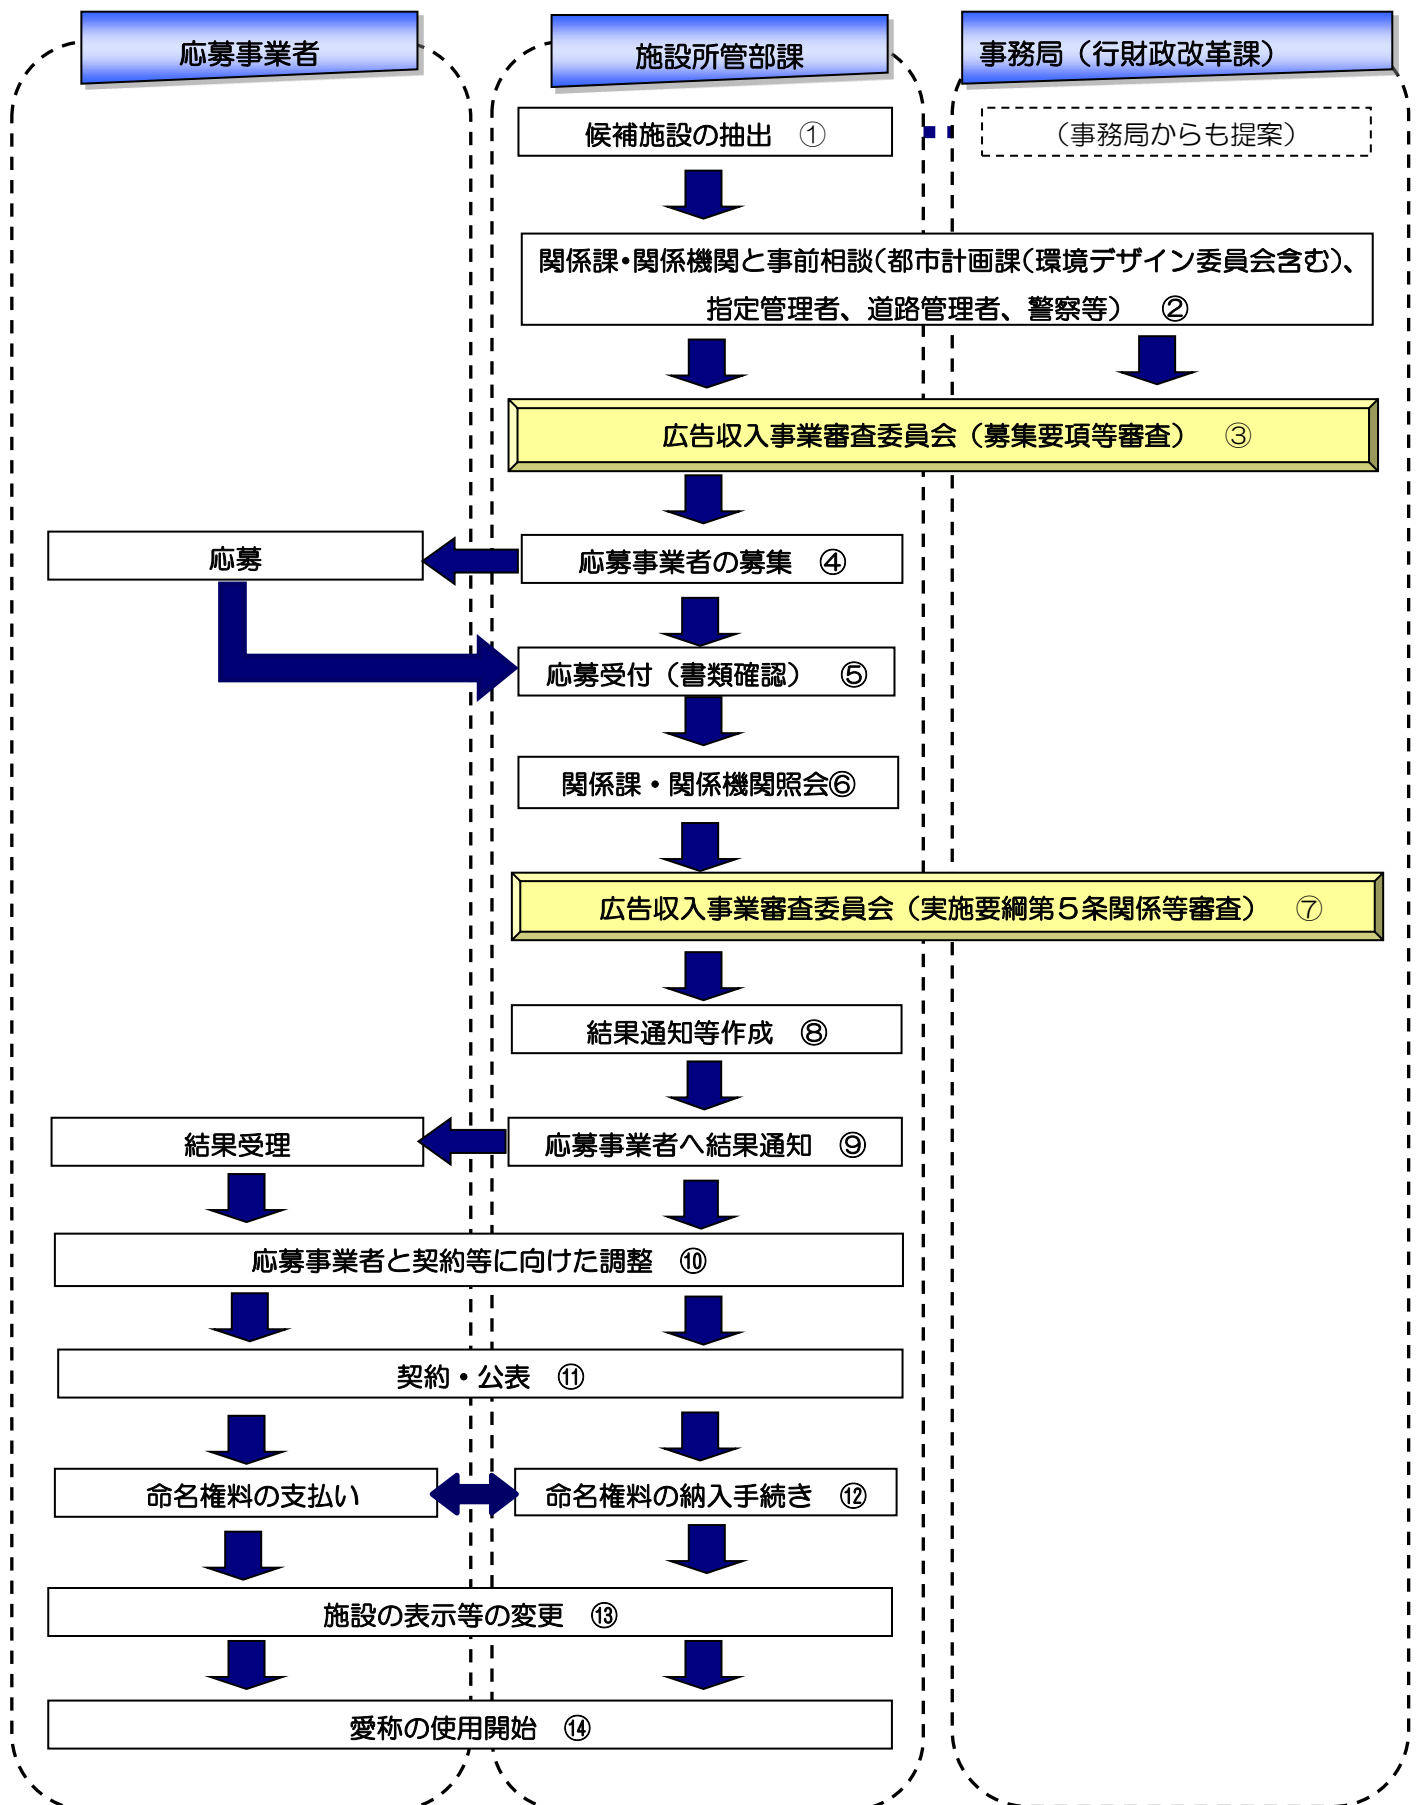 応募事業者
施設所管部課
事務局（行財政改革課）
候補施設の抽出　①
（事務局からも提案）
関係課・関係機関と事前相談（都市計画課（環境デザイン委員会含む）、
指定管理者、道路管理者、警察等）　②
広告収入事業審査委員会（募集要項等審査）　③
応募
応募事業者の募集　④
応募受付（書類確認）　⑤
関係課・関係機関照会⑥
広告収入事業審査委員会（実施要綱第５条関係等審査）　⑦
結果通知等作成　⑧
結果受理
応募事業者へ結果通知　⑨
応募事業者と契約等に向けた調整　⑩
契約・公表　⑪
命名権料の支払い
命名権料の納入手続き　⑫
施設の表示等の変更　⑬
愛称の使用開始　⑭